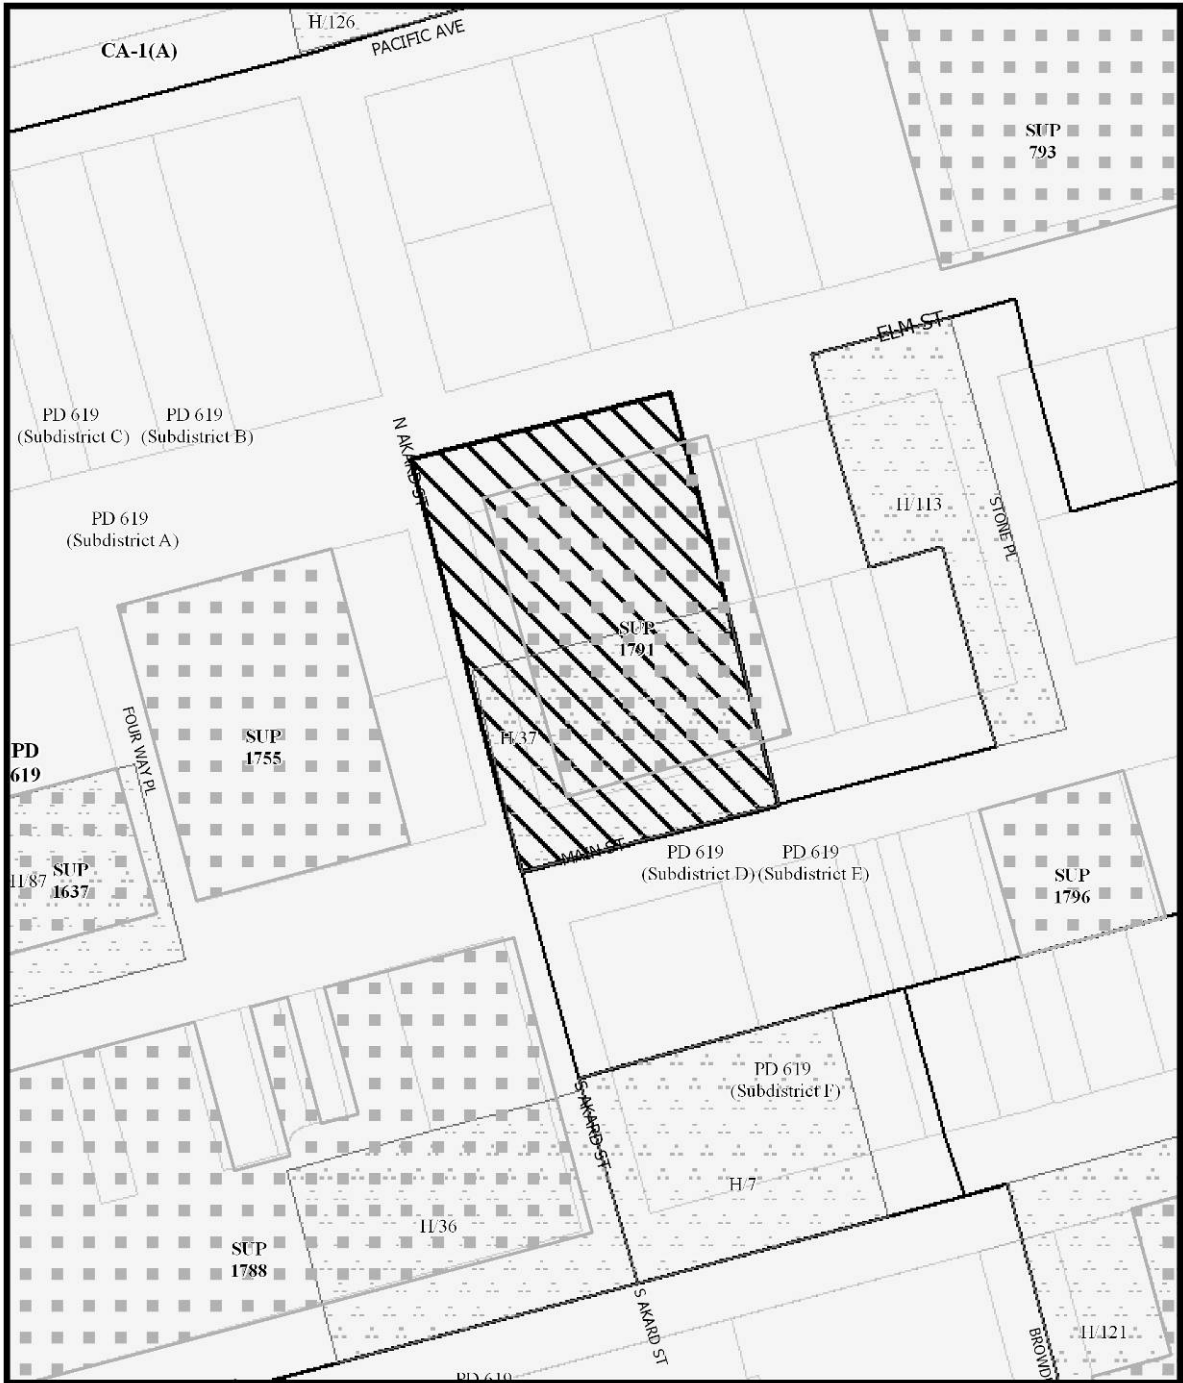 H/126
CA-1(A)
PACIFIC AVE
SUP
793
ELM ST
PD 619
(Subdistrict C)
PD 619
(Subdistrict B)
N AKARD ST
PD 619
(Subdistrict A)
H/113
STONE PL
SUP
1791
H/37
FOUR WAY PL
SUP
1755
PD
619
H/87
SUP
1637
MAIN ST
PD 619
(Subdistrict D)
PD 619
(Subdistrict E)
SUP
1796
PD 619
(Subdistrict F)
S AKARD ST
H/7
H/36
SUP
1788
S AKARD ST
BROWD
H/121
PD 619